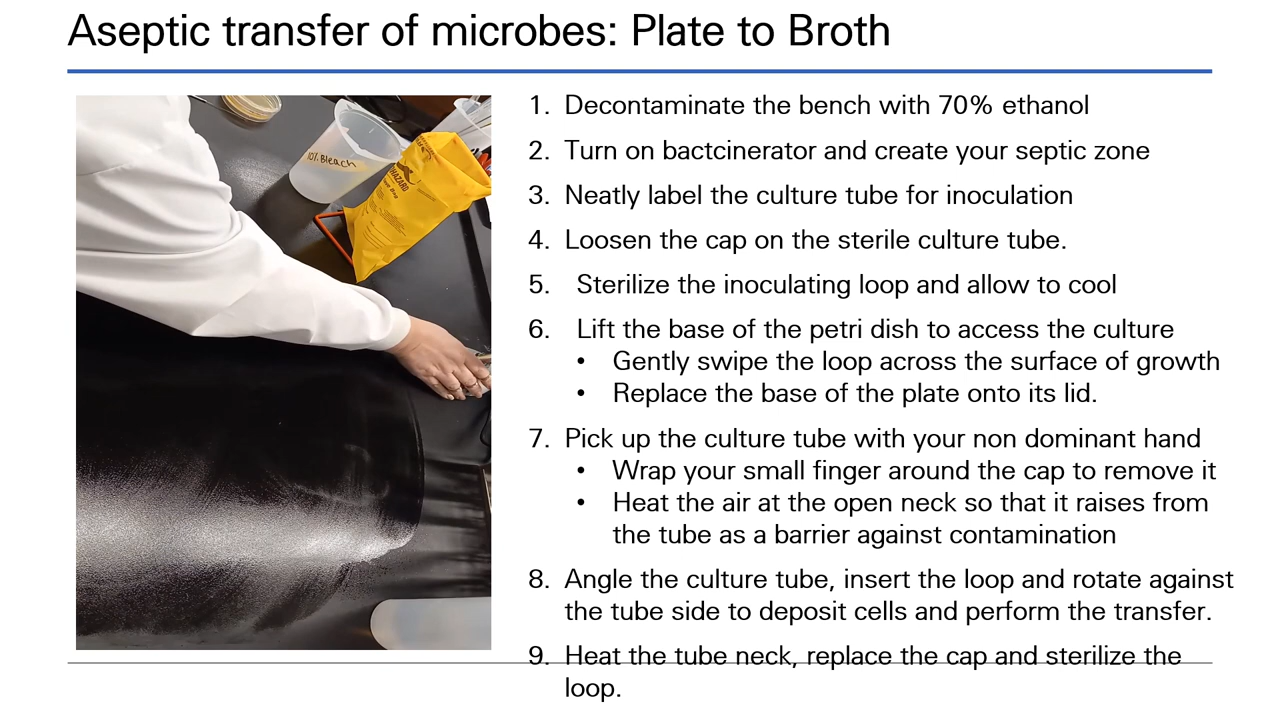 Aseptic transfer of microbes: Plate to Broth
10% Bleach
1. Decontaminate the bench with 70% ethanol
2. Turn on bactcinerator and create your septic zone
3. Neatly label the culture tube for inoculation
4. Loosen the cap on the sterile culture tube.
5. Sterilize the inoculating loop and allow to cool
6. Lift the base of the petri dish to access the culture
• Gently swipe the loop across the surface of growth
• Replace the base of the plate onto its lid.
7. Pick up the culture tube with your non dominant hand
• Wrap your small finger around the cap to remove it
• Heat the air at the open neck so that it raises from
the tube as a barrier against contamination
8. Angle the culture tube, insert the loop and rotate against
the tube side to deposit cells and perform the transfer.
9. Heat the tube neck, replace the cap and sterilize the
loop.